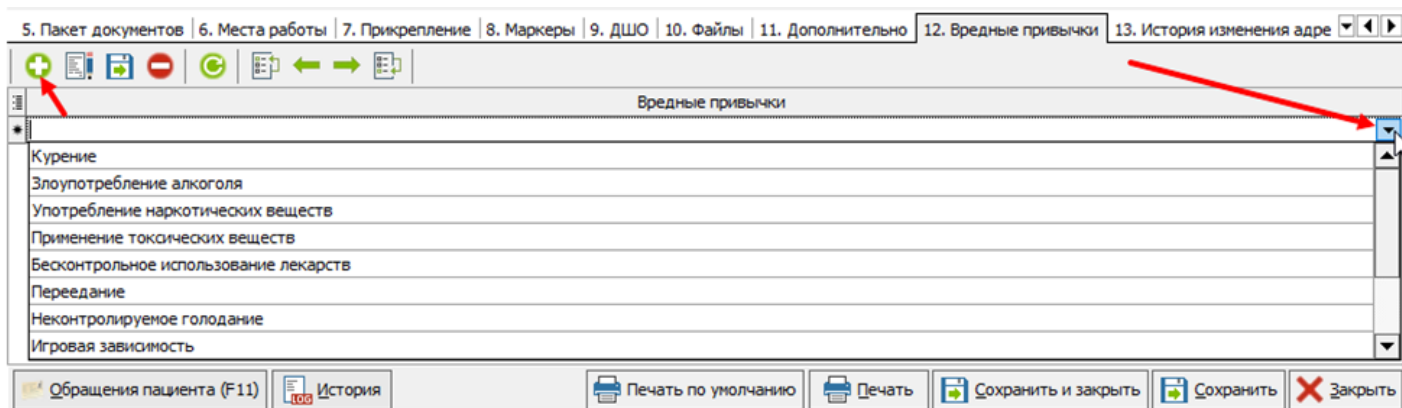 5. Пакет документов 6. Места работы 7. Прикрепление 8. Маркеры 9. ДШО 10. Файлы 11. Дополнительно 12. Вредные привычки 13. История изменения адре
Вредные привычки
Курение
Злоупотребление алкоголя
Употребление наркотических веществ
Применение токсических веществ
Бесконтрольное использование лекарств
Переедание
Неконтролируемое голодание
Игровая зависимость
Обращения пациента (F11) LOG История Печать по умолчанию Печать Сохранить и закрыть Сохранить Закрыть